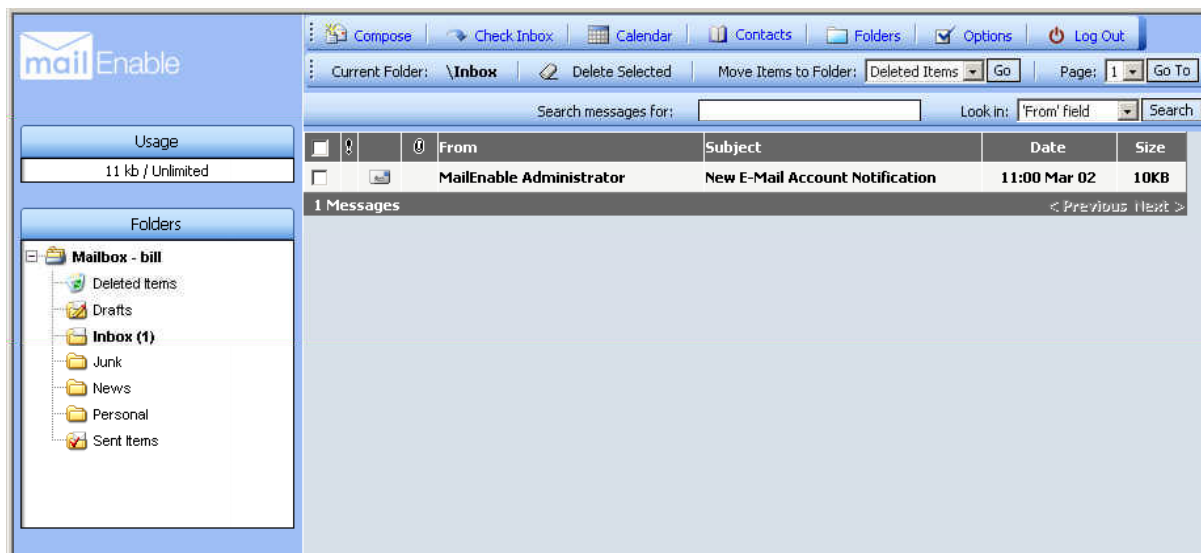 mail Enable
Compose Check Inbox Calendar Contacts Folders Options Log Out
Current Folder: \Inbox Delete Selected Move Items to Folder: Deleted Items Go Page: 1 Go To
Search messages for: Look in: 'From' field Search
Usage
11 kb / Unlimited
Folders
Mailbox - bill
Deleted Items
Drafts
Inbox (1)
Junk
News
Personal
Sent Items
From Subject Date Size
MailEnable Administrator New E-Mail Account Notification 11:00 Mar 02 10KB
1 Messages < Previous Next >